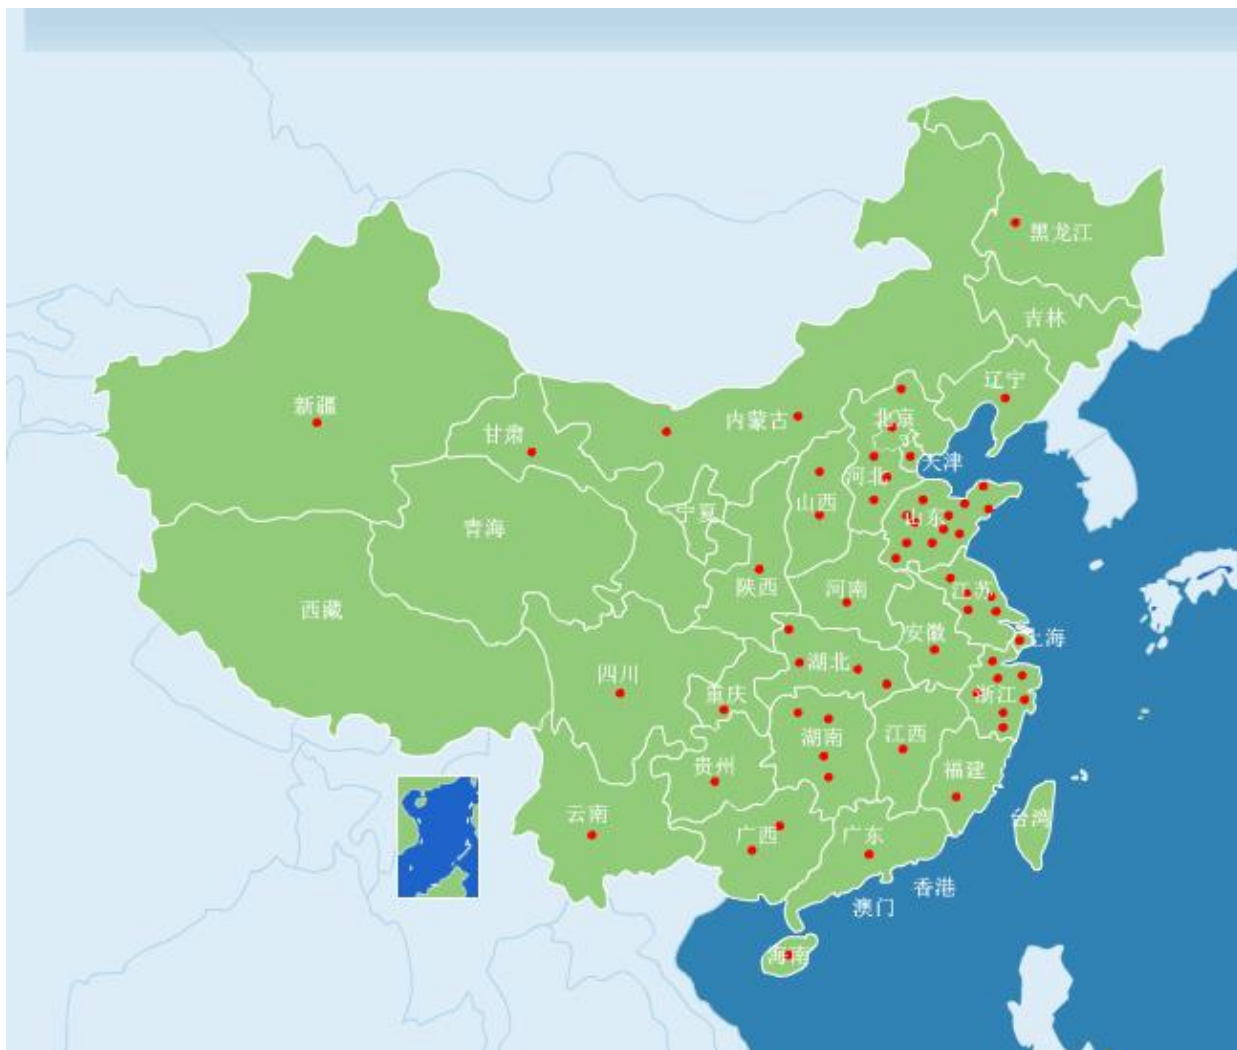 黑龙江
吉林
辽宁
新疆
内蒙古
北京
甘肃
天津
河北
山西
宁夏
山东
青海
陕西
河南
江苏
西藏
安徽
上海
湖北
四川
重庆
浙江
湖南
江西
贵州
福建
云南
台湾
广西
广东
香港
澳门
海南